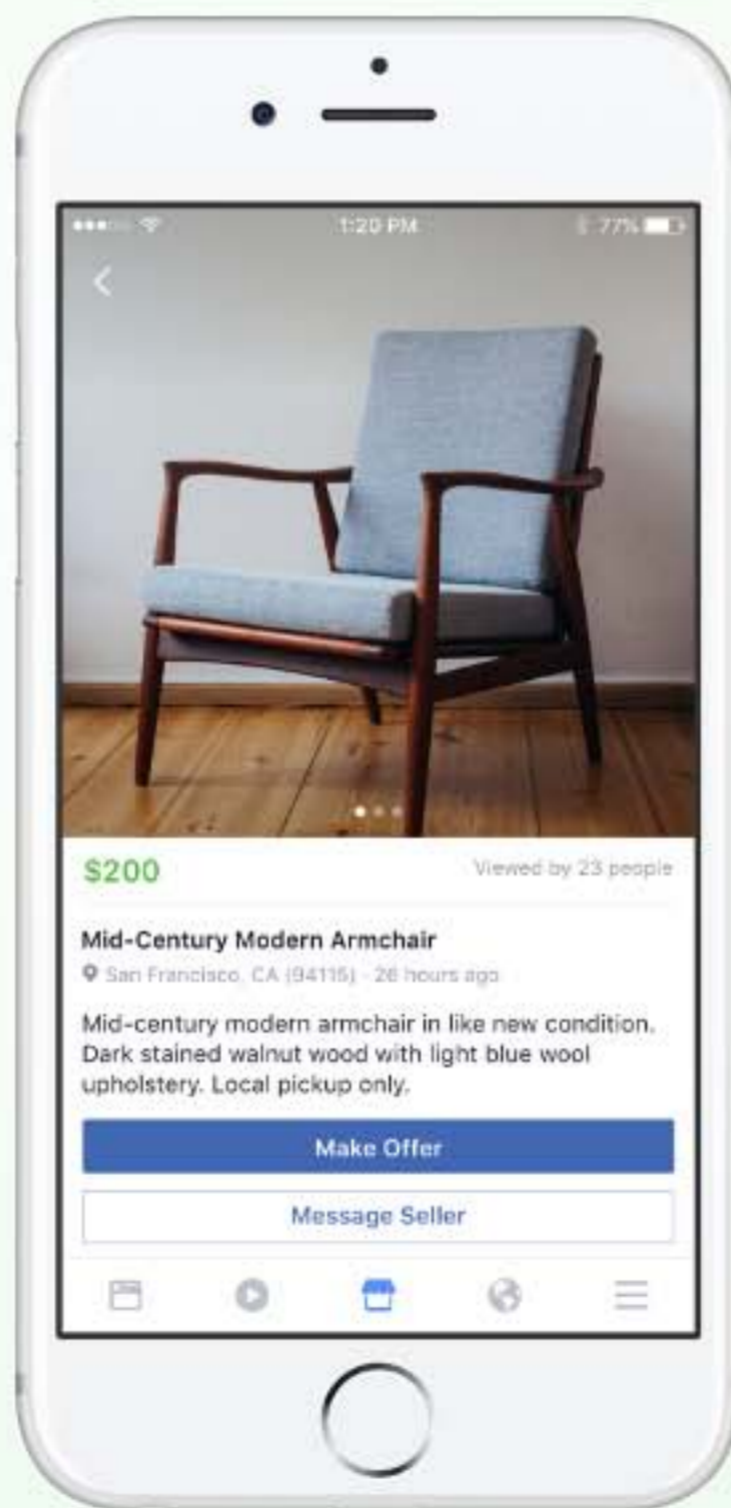 1:20 PM
77%
$200
Viewed by 23 people
Mid-Century Modern Armchair
San Francisco, CA (94115) · 26 hours ago
Mid-century modern armchair in like new condition.
Dark stained walnut wood with light blue wool
upholstery. Local pickup only.
Make Offer
Message Seller